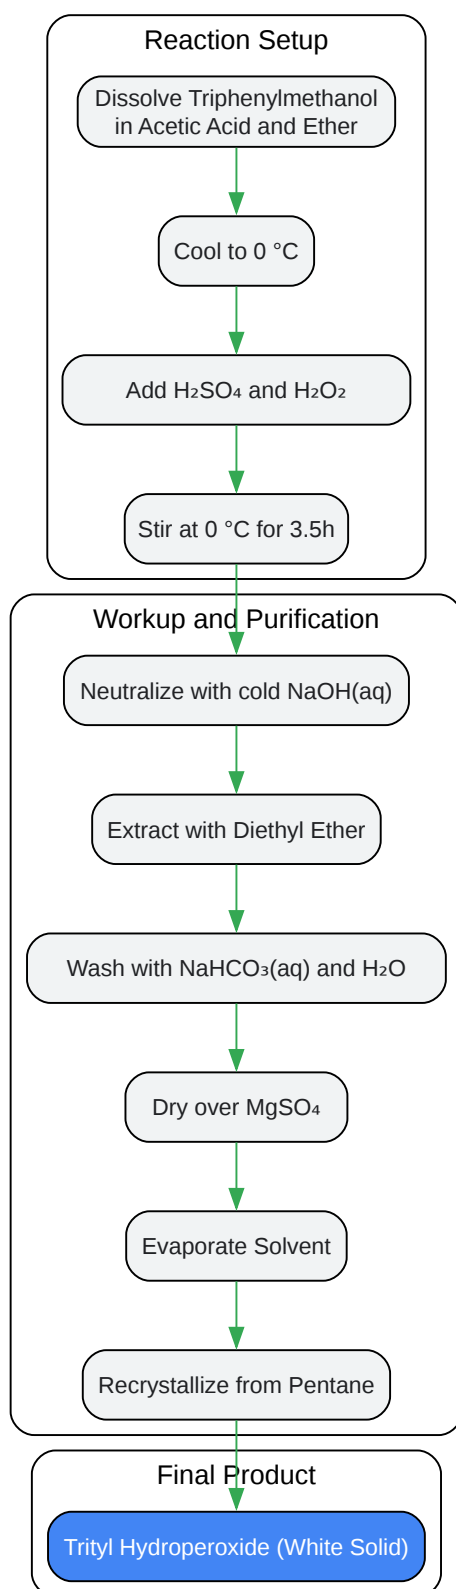 Reaction Setup
Dissolve Triphenylmethanol
in Acetic Acid and Ether
Cool to 0 °C
Add H₂SO₄ and H₂O₂
Stir at 0 °C for 3.5h
Workup and Purification
Neutralize with cold NaOH(aq)
Extract with Diethyl Ether
Wash with NaHCO₃(aq) and H₂O
Dry over MgSO₄
Evaporate Solvent
Recrystallize from Pentane
Final Product
Trityl Hydroperoxide (White Solid)